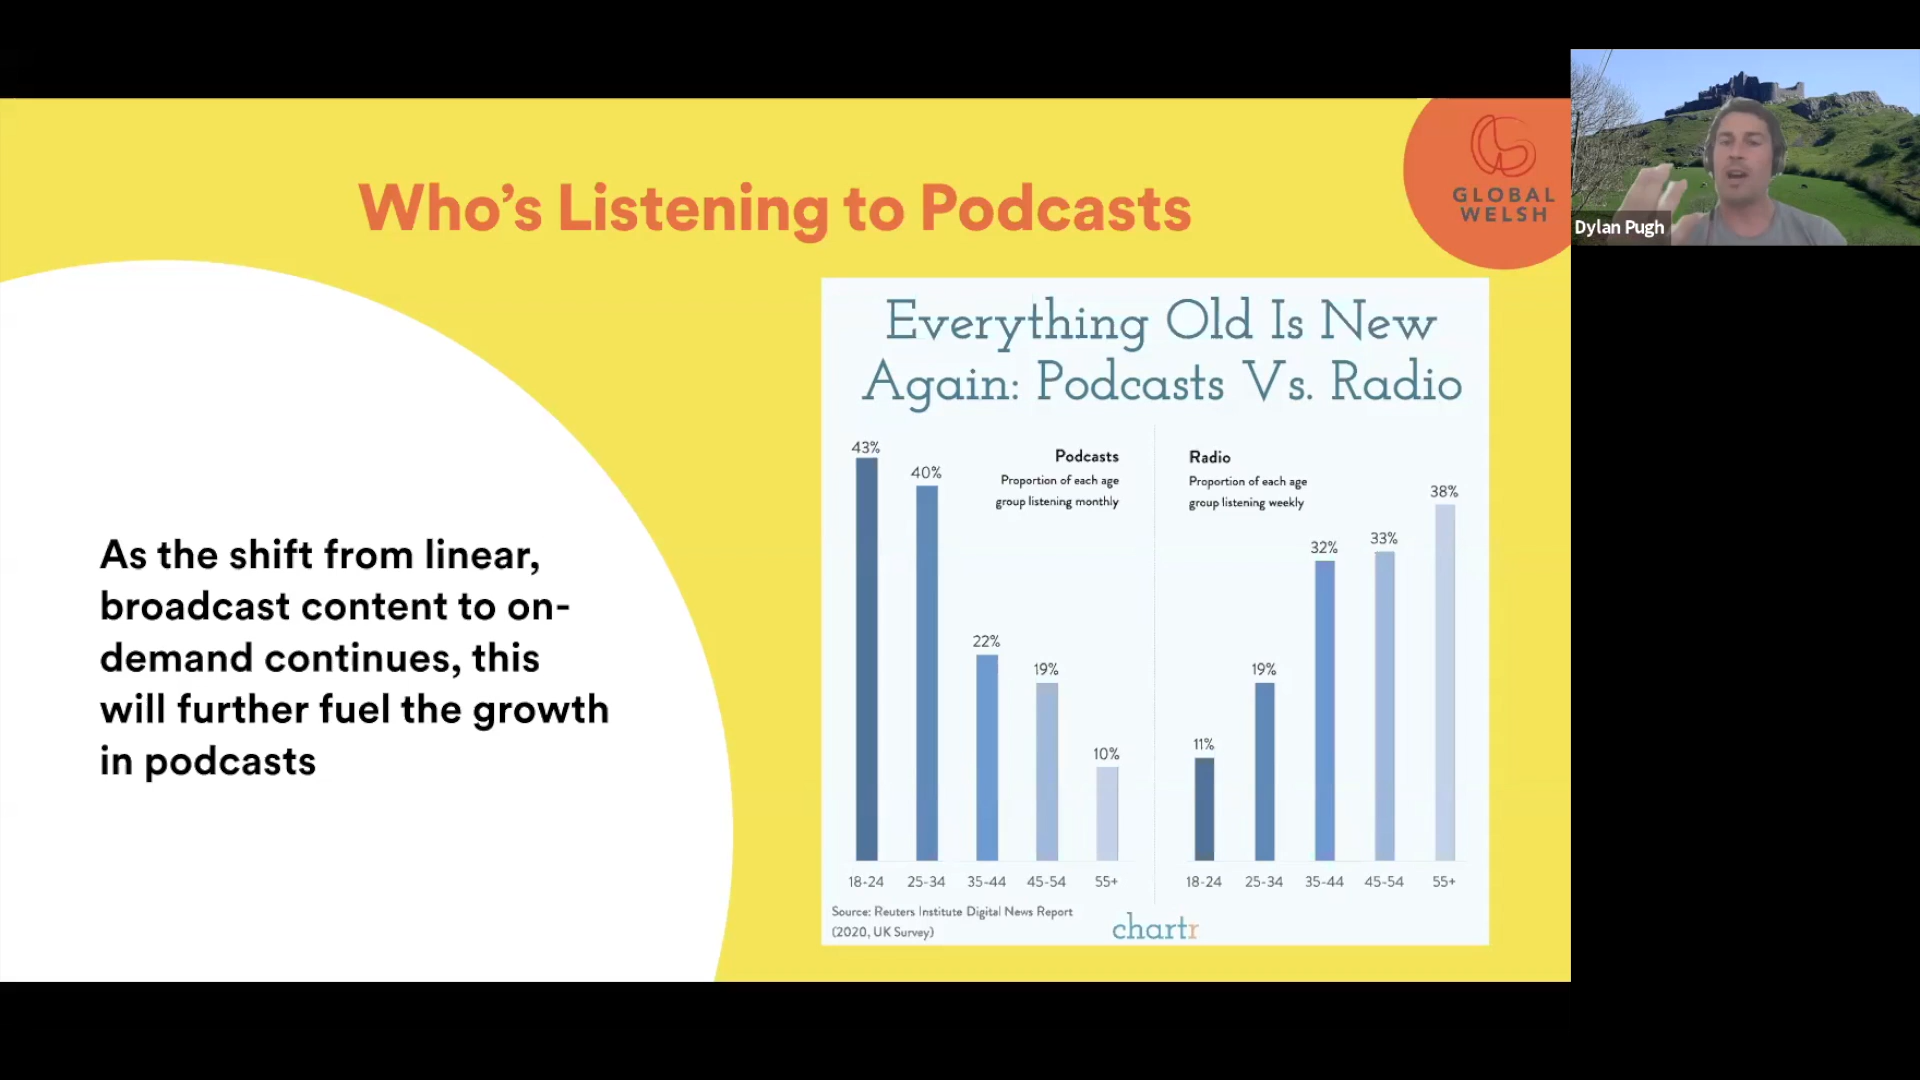 Who's Listening to Podcasts
GLOBAL
WELSH
Dylan Pugh
As the shift from linear,
broadcast content to on-
demand continues, this
will further fuel the growth
in podcasts
Everything Old Is New
Again: Podcasts Vs. Radio
Podcasts
Proportion of each age
group listening monthly
43%
40%
22%
19%
10%
18-24
25-34
35-44
45-54
55+
Radio
Proportion of each age
group listening weekly
11%
19%
32%
33%
38%
18-24
25-34
35-44
45-54
55+
Source: Reuters Institute Digital News Report
(2020, UK Survey)
chartr